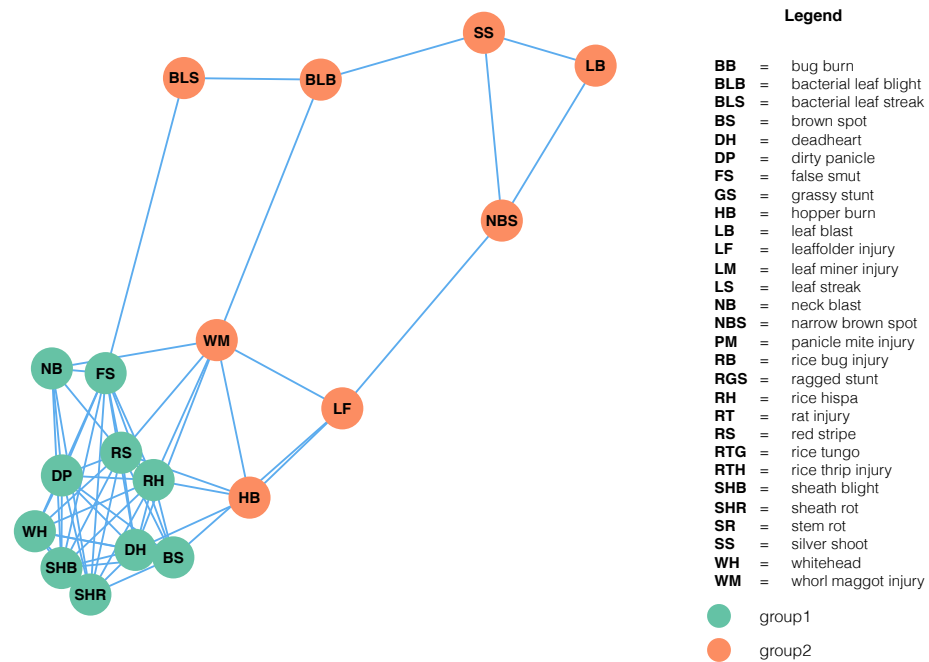 SS
LB
BLS
BLB
NBS
WM
NB
FS
LF
RS
DP
RH
HB
WH
DH
BS
SHB
SHR
Legend
BB = bug burn
BLB = bacterial leaf blight
BLS = bacterial leaf streak
BS = brown spot
DH = deadheart
DP = dirty panicle
FS = false smut
GS = grassy stunt
HB = hopper burn
LB = leaf blast
LF = leaffolder injury
LM = leaf miner injury
LS = leaf streak
NB = neck blast
NBS = narrow brown spot
PM = panicle mite injury
RB = rice bug injury
RGS = ragged stunt
RH = rice hispa
RT = rat injury
RS = red stripe
RTG = rice tungo
RTH = rice thrip injury
SHB = sheath blight
SHR = sheath rot
SR = stem rot
SS = silver shoot
WH = whitehead
WM = whorl maggot injury
group1
group2